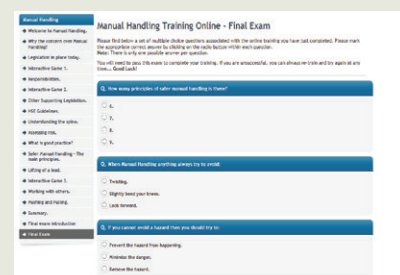 Manual Handling
Welcome to Manual Handling.
Why the concern over Manual Handling?
Legislation in place today.
Interactive Game 1.
Responsibilities.
Interactive Game 2.
Other Supporting Legislation.
HSE Guidelines.
Understanding the spine.
Assessing risk.
What is good practice?
Safer Manual Handling - The main principles.
Lifting of a load.
Interactive Game 3.
Working with others.
Pushing and Pulling.
Summary.
Final exam introduction
Final Exam
Manual Handling Training Online - Final Exam
Please find below a set of multiple choice questions associated with the online training you have just completed. Please mark
the appropriate correct answer by clicking on the radio button within each question.
Note: There is only one possible answer per question.
You will need to pass this exam to complete your training. If you are unsuccessful, you can always re-train and try again at any
time... Good Luck!
Q. How many principles of safer manual handling is there?
6.
7.
8.
9.
Q. When Manual Handling anything always try to avoid:
Twisting.
Slightly bend your knees.
Look forward.
Q. If you cannot avoid a hazard then you should try to:
Prevent the hazard from happening.
Minimise the danger.
Remove the hazard.